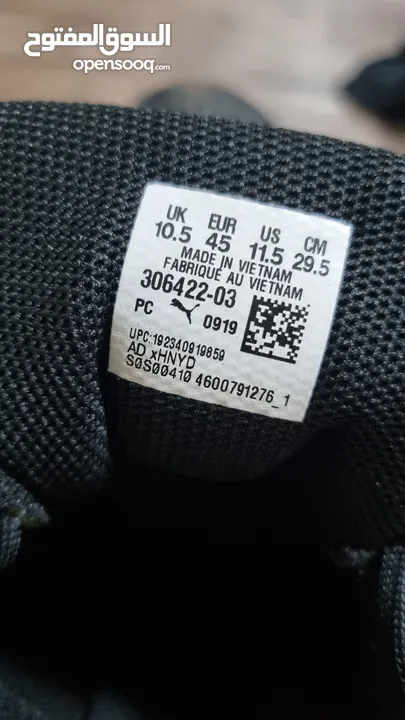 السوق المفتوح
opensooq.com
UK EUR US CM
10.5 45 11.5 29.5
MADE IN VIETNAM
FABRIQUÉ AU VIETNAM
306422-03
PC 0919
UPC:192340919859
AD xHNYD
S0S00410 4600791276_1